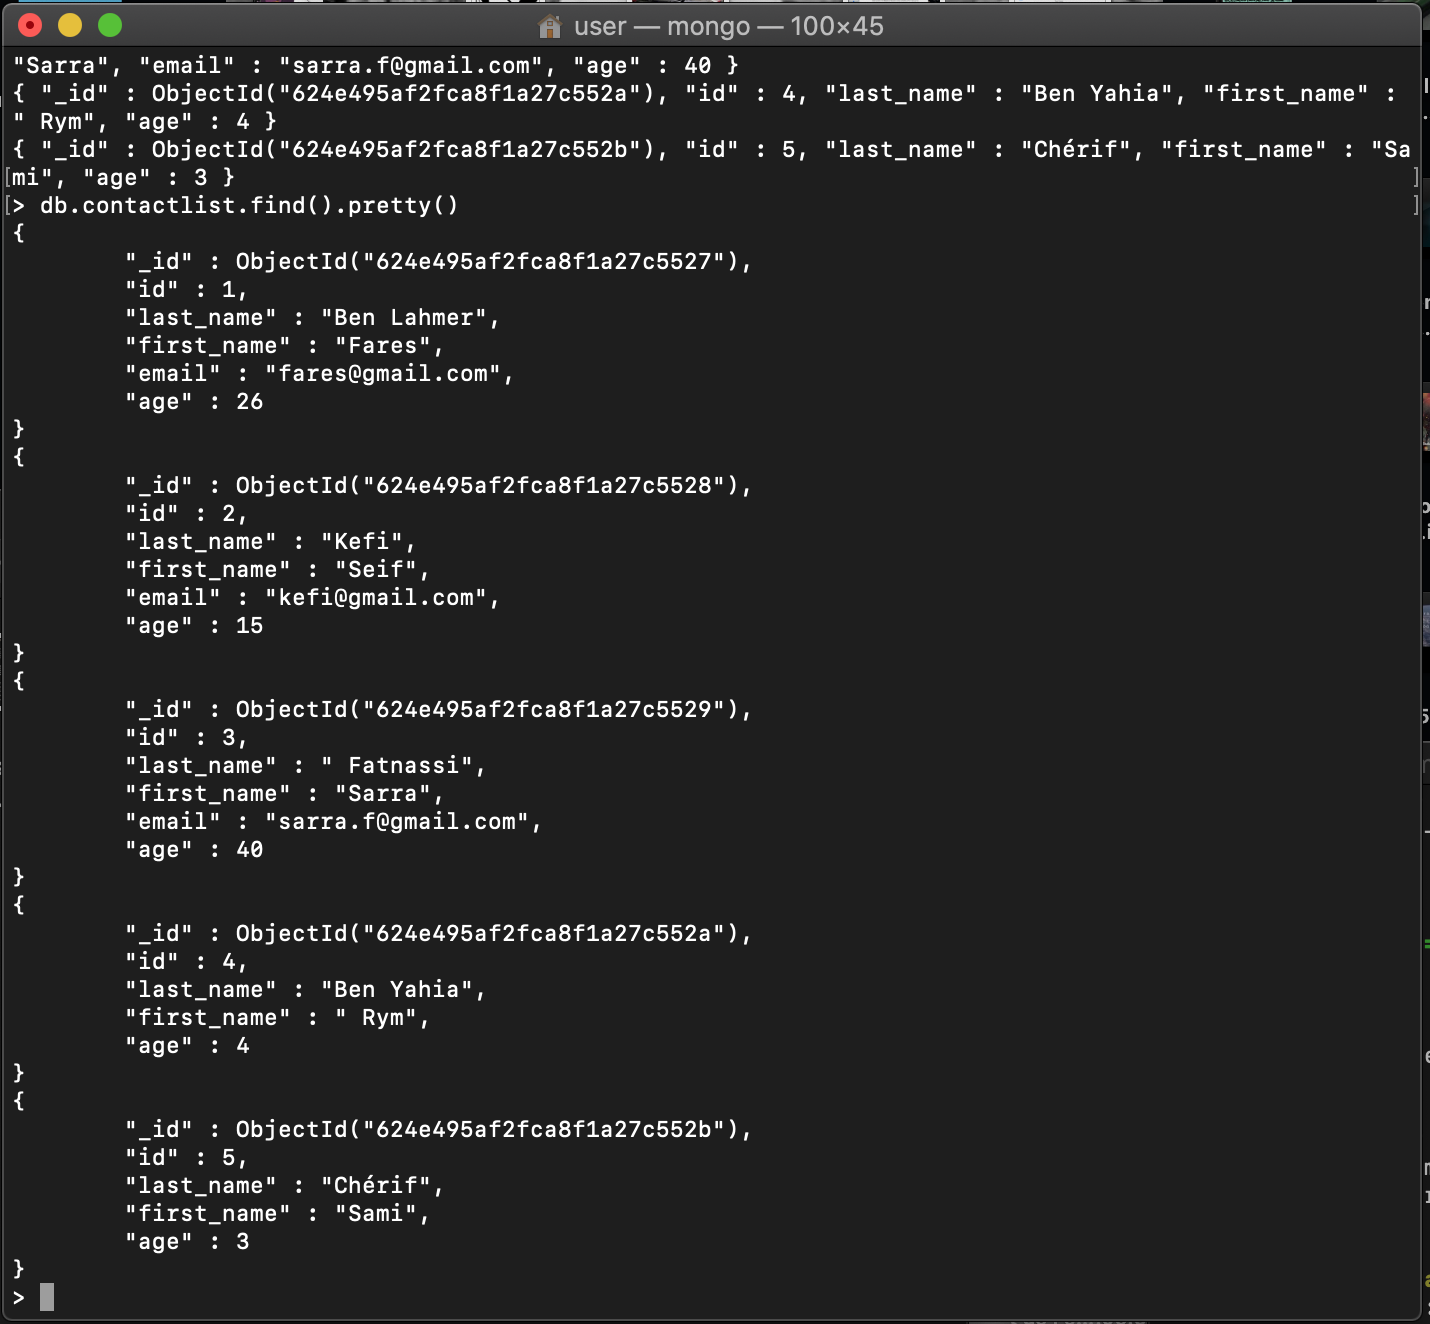 user — mongo — 100×45
"Sarra", "email" : "sarra.f@gmail.com", "age" : 40 }
{ "_id" : ObjectId("624e495af2fca8f1a27c552a"), "id" : 4, "last_name" : "Ben Yahia", "first_name" :
" Rym", "age" : 4 }
{ "_id" : ObjectId("624e495af2fca8f1a27c552b"), "id" : 5, "last_name" : "Chérif", "first_name" : "Sa
[mi", "age" : 3 } ]
[> db.contactlist.find().pretty() ]
{
"_id" : ObjectId("624e495af2fca8f1a27c5527"),
"id" : 1,
"last_name" : "Ben Lahmer",
"first_name" : "Fares",
"email" : "fares@gmail.com",
"age" : 26
}
{
"_id" : ObjectId("624e495af2fca8f1a27c5528"),
"id" : 2,
"last_name" : "Kefi",
"first_name" : "Seif",
"email" : "kefi@gmail.com",
"age" : 15
}
{
"_id" : ObjectId("624e495af2fca8f1a27c5529"),
"id" : 3,
"last_name" : " Fatnassi",
"first_name" : "Sarra",
"email" : "sarra.f@gmail.com",
"age" : 40
}
{
"_id" : ObjectId("624e495af2fca8f1a27c552a"),
"id" : 4,
"last_name" : "Ben Yahia",
"first_name" : " Rym",
"age" : 4
}
{
"_id" : ObjectId("624e495af2fca8f1a27c552b"),
"id" : 5,
"last_name" : "Chérif",
"first_name" : "Sami",
"age" : 3
}
>